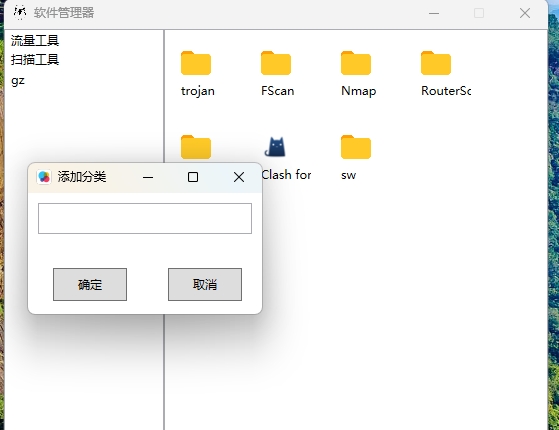 软件管理器
流量工具
扫描工具
gz
trojan
FScan
Nmap
RouterSc
Clash for
sw
添加分类
确定
取消